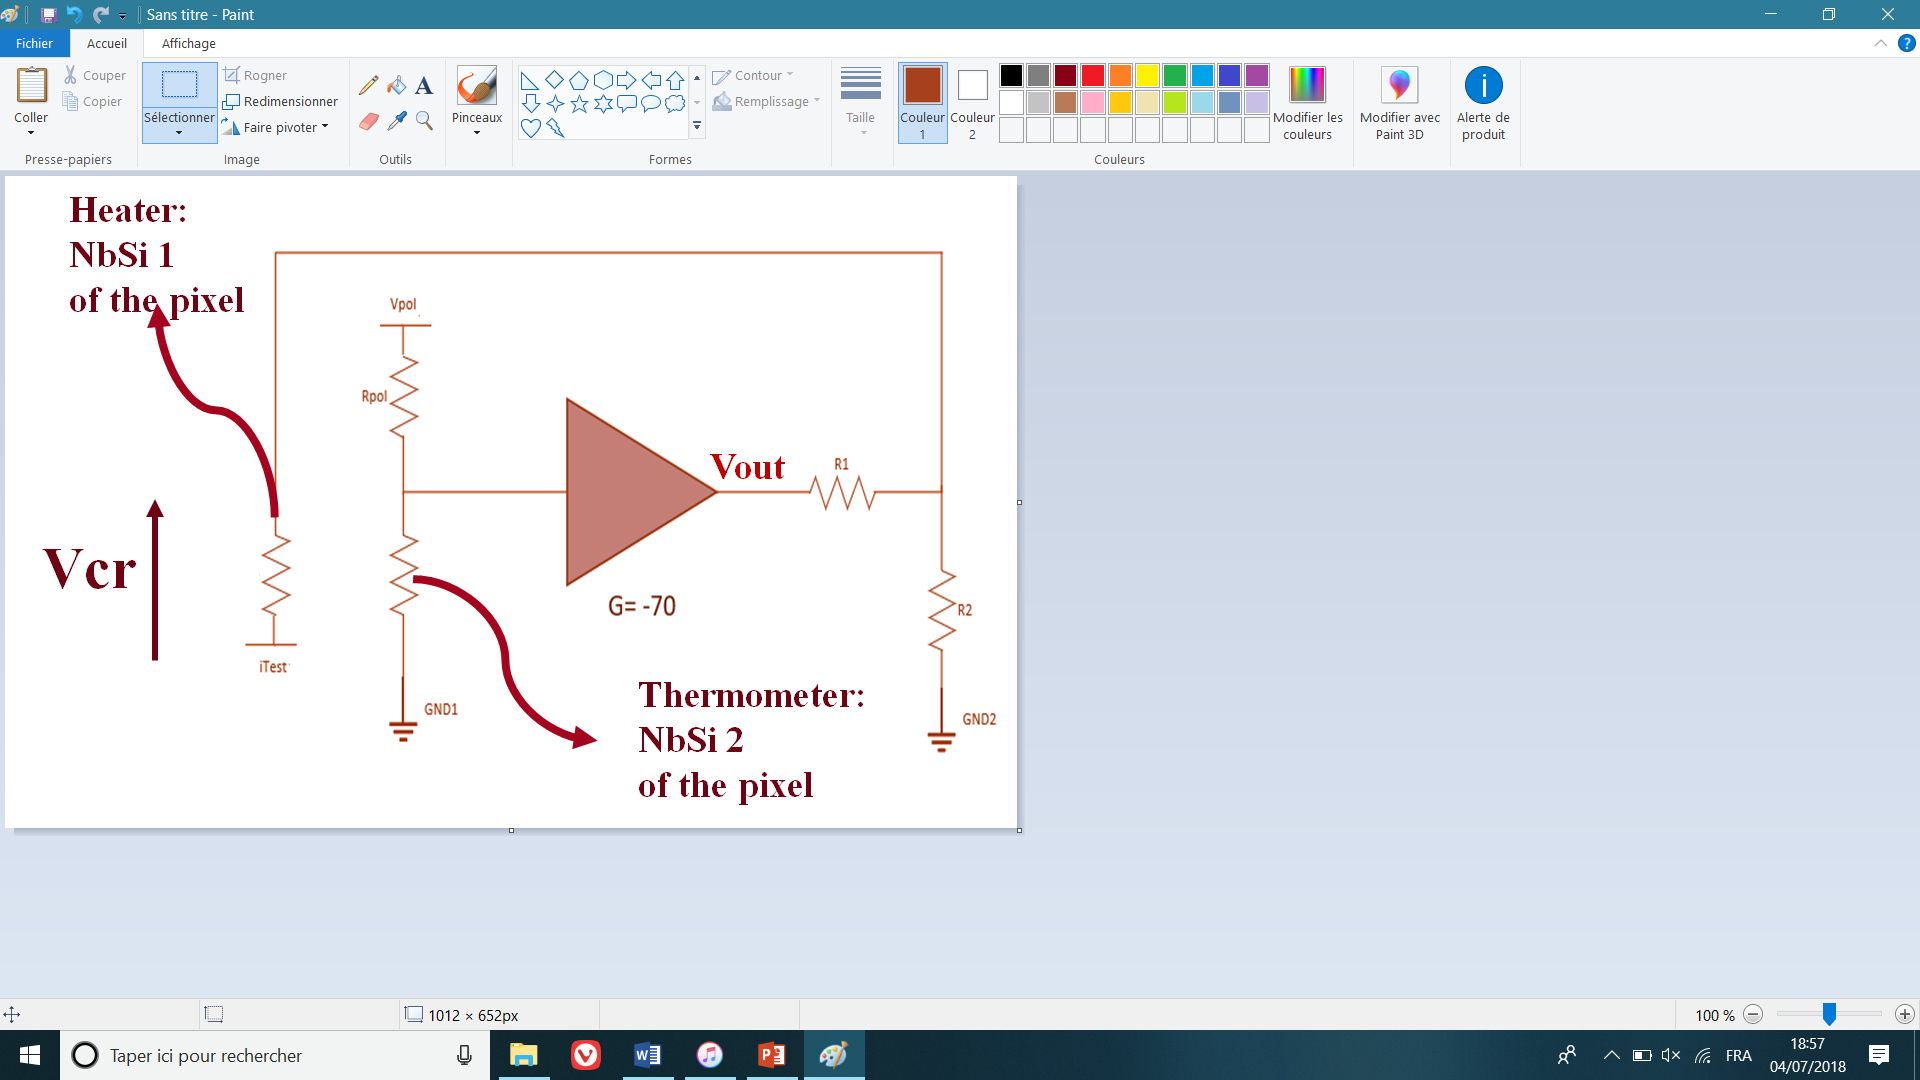 Sans titre - Paint
Fichier
Accueil
Affichage
Coller
Couper
Copier
Presse-papiers
Sélectionner
Rogner
Redimensionner
Faire pivoter
Image
A
Outils
Pinceaux
Contour
Remplissage
Formes
Taille
Couleur
1
Couleur
2
Modifier les
couleurs
Couleurs
Modifier avec
Paint 3D
Alerte de
produit
Heater:
NbSi 1
of the pixel
Vpol
Rpol
Vout
R1
Vcr
G= -70
R2
iTest
GND1
Thermometer:
NbSi 2
of the pixel
GND2
1012 × 652px
100 %
Taper ici pour rechercher
FRA
18:57
04/07/2018